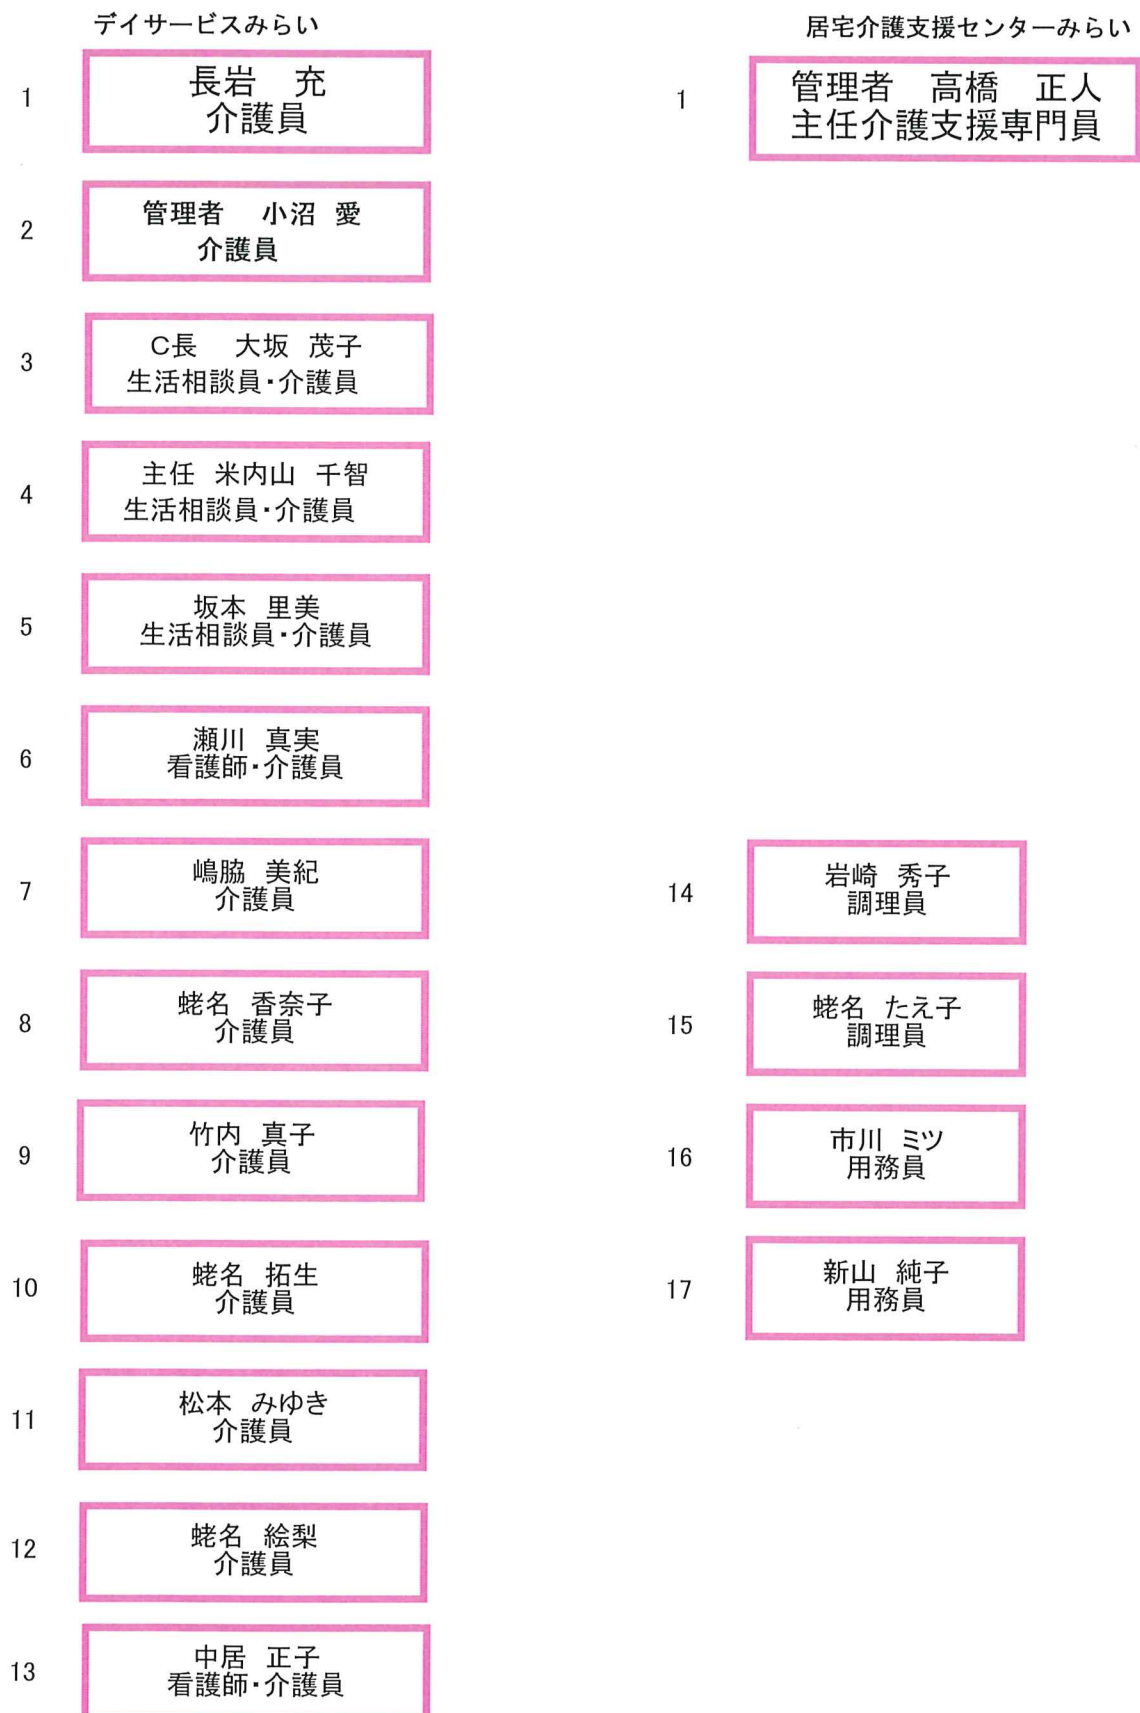 デイサービスみらい
1
長岩 充
介護員
2
管理者 小沼 愛
介護員
3
C長 大坂 茂子
生活相談員・介護員
4
主任 米内山 千智
生活相談員・介護員
5
坂本 里美
生活相談員・介護員
6
瀬川 真実
看護師・介護員
7
嶋脇 美紀
介護員
8
蛯名 香奈子
介護員
9
竹内 真子
介護員
10
蛯名 拓生
介護員
11
松本 みゆき
介護員
12
蛯名 絵梨
介護員
13
中居 正子
看護師・介護員
居宅介護支援センターみらい
1
管理者 高橋 正人
主任介護支援専門員
14
岩崎 秀子
調理員
15
蛯名 たえ子
調理員
16
市川 ミツ
用務員
17
新山 純子
用務員